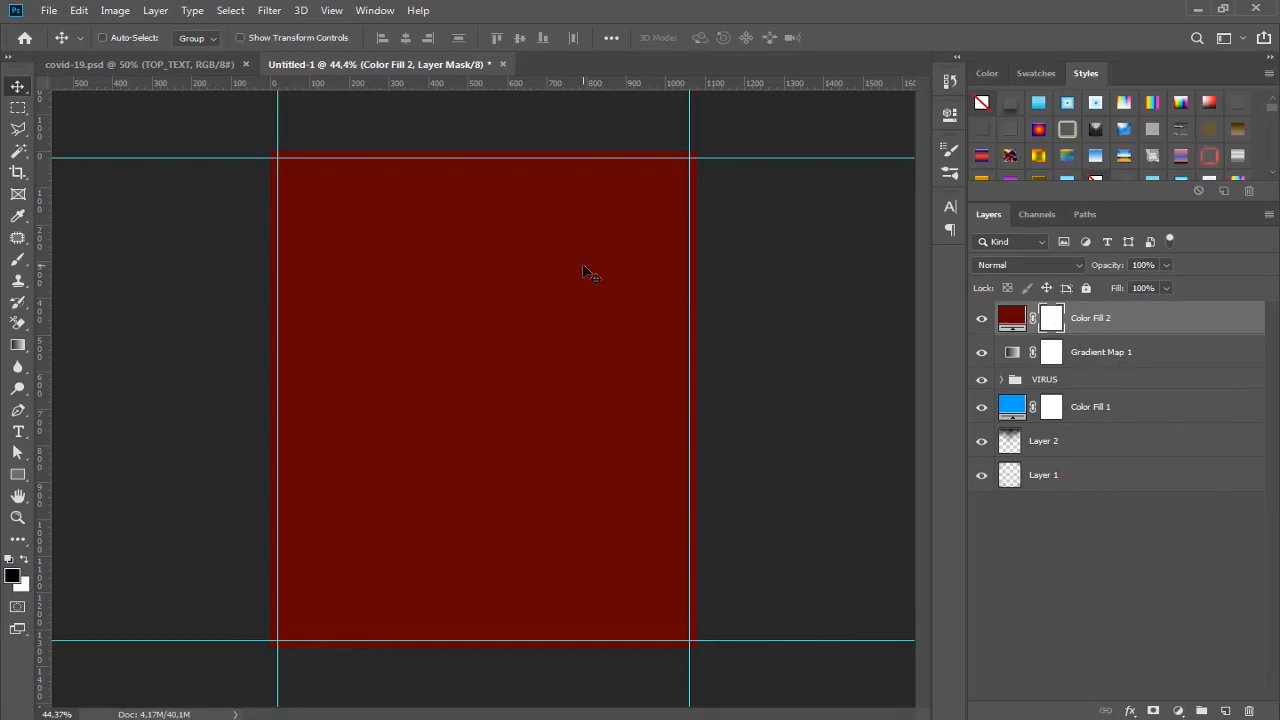 Ps File Edit Image Layer Type Select Filter 3D View Window Help
Auto-Select: Group Show Transform Controls 3D Mode:
covid-19.psd @ 50% (TOP_TEXT, RGB/8#) × Untitled-1 @ 44,4% (Color Fill 2, Layer Mask/8) * ×
500 400 300 200 100 0 100 200 300 400 500 600 700 800 900 1000 1100 1200 1300 1400 1500 160
Color Swatches Styles
Layers Channels Paths
Kind
Normal Opacity: 100%
Lock: Fill: 100%
Color Fill 2
Gradient Map 1
VIRUS
Color Fill 1
Layer 2
Layer 1
44,37% Doc: 4,17M/40,1M